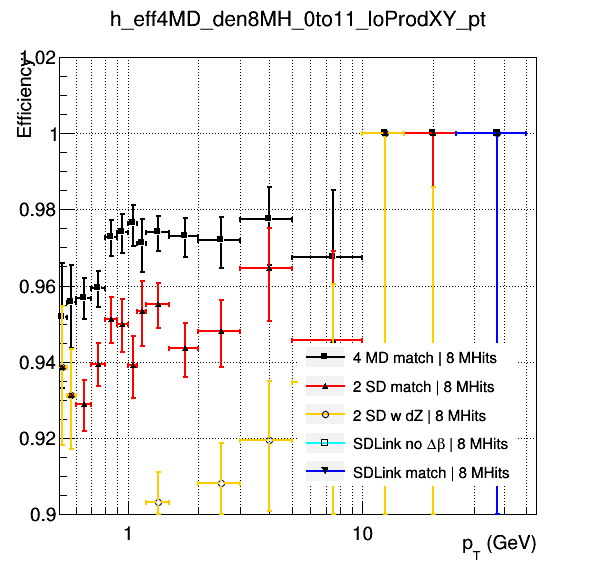 h_eff4MD_den8MH_0to11_loProdXY_pt
Efficiency
1.02
1
0.98
0.96
0.94
0.92
0.9
4 MD match | 8 MHits
2 SD match | 8 MHits
2 SD w dZ | 8 MHits
SDLink no Δβ | 8 MHits
SDLink match | 8 MHits
1
10
p_T (GeV)